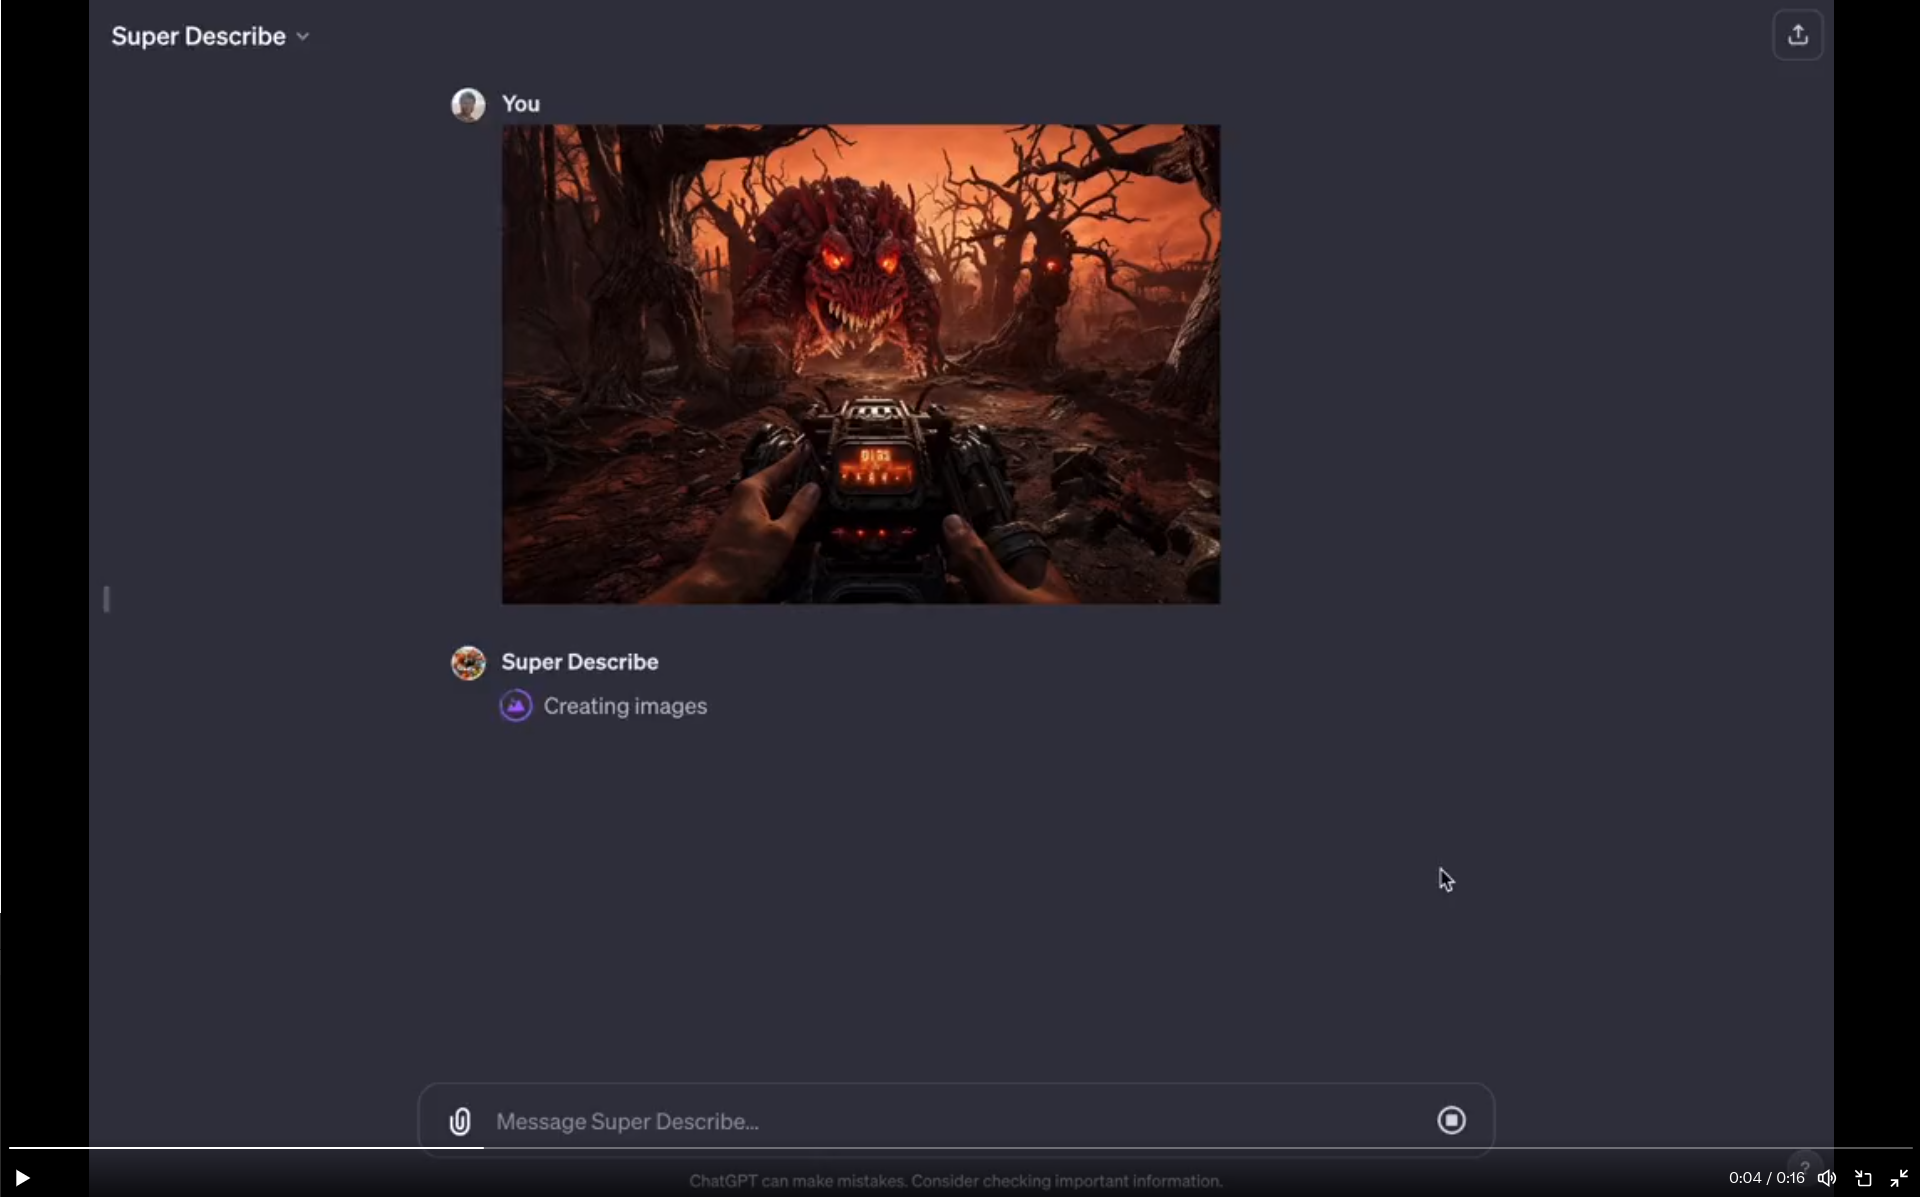 Super Describe
You
Super Describe
Creating images
Message Super Describe...
ChatGPT can make mistakes. Consider checking important information.
?
0:04 / 0:16